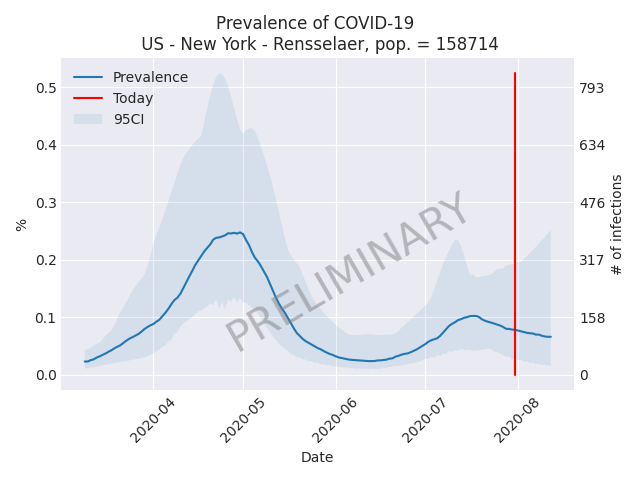 Prevalence of COVID-19
US - New York - Rensselaer, pop. = 158714
Prevalence
Today
95CI
0.5
0.4
0.3
0.2
0.1
0.0
%
793
634
476
317
158
0
# of infections
PRELIMINARY
2020-04
2020-05
2020-06
2020-07
2020-08
Date